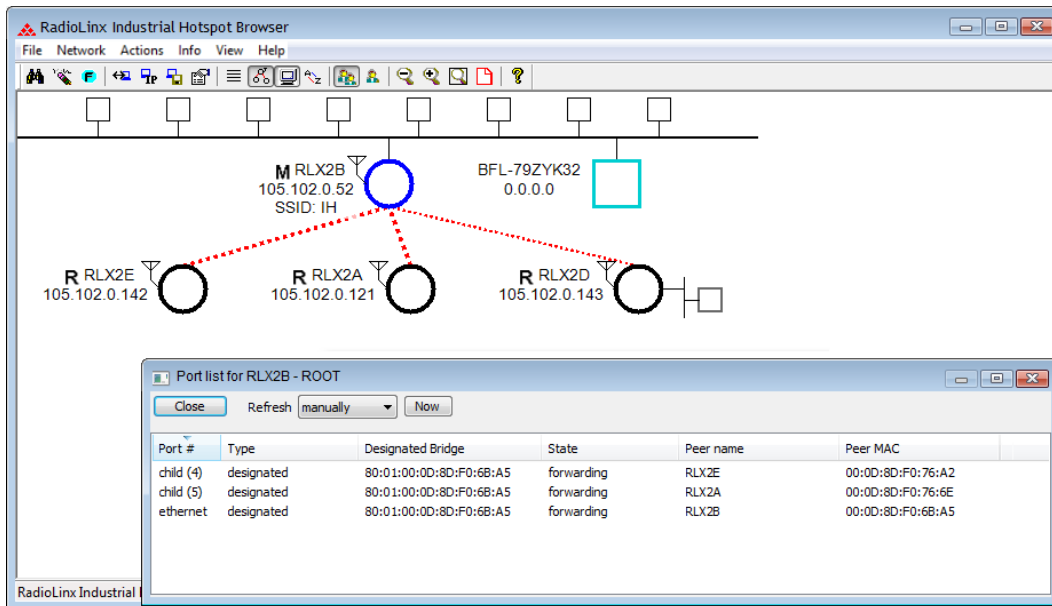 RadioLinx Industrial Hotspot Browser
File Network Actions Info View Help
F IP A Z ?
M RLX2B
105.102.0.52
SSID: IH
BFL-79ZYK32
0.0.0.0
R RLX2E
105.102.0.142
R RLX2A
105.102.0.121
R RLX2D
105.102.0.143
Port list for RLX2B - ROOT
Close Refresh manually Now
Port # Type Designated Bridge State Peer name Peer MAC
child (4) designated 80:01:00:0D:8D:F0:6B:A5 forwarding RLX2E 00:0D:8D:F0:76:A2
child (5) designated 80:01:00:0D:8D:F0:6B:A5 forwarding RLX2A 00:0D:8D:F0:76:6E
ethernet designated 80:01:00:0D:8D:F0:6B:A5 forwarding RLX2B 00:0D:8D:F0:6B:A5
RadioLinx Industrial